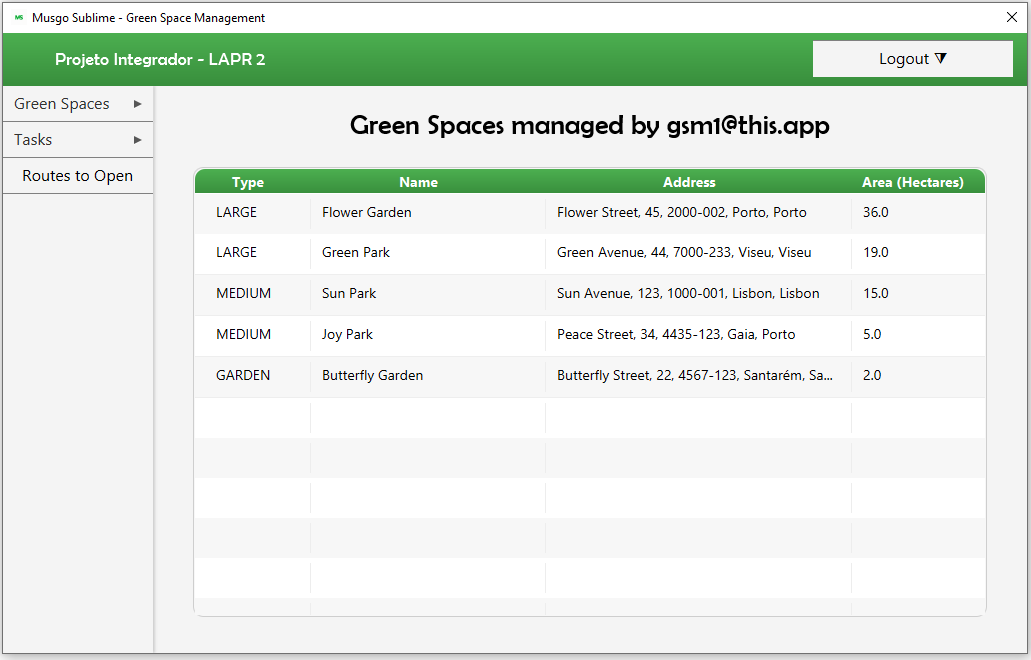 MS Musgo Sublime - Green Space Management
Projeto Integrador - LAPR 2
Logout
Green Spaces
Tasks
Routes to Open
Green Spaces managed by gsm1@this.app
Type Name Address Area (Hectares)
LARGE Flower Garden Flower Street, 45, 2000-002, Porto, Porto 36.0
LARGE Green Park Green Avenue, 44, 7000-233, Viseu, Viseu 19.0
MEDIUM Sun Park Sun Avenue, 123, 1000-001, Lisbon, Lisbon 15.0
MEDIUM Joy Park Peace Street, 34, 4435-123, Gaia, Porto 5.0
GARDEN Butterfly Garden Butterfly Street, 22, 4567-123, Santarém, Sa... 2.0